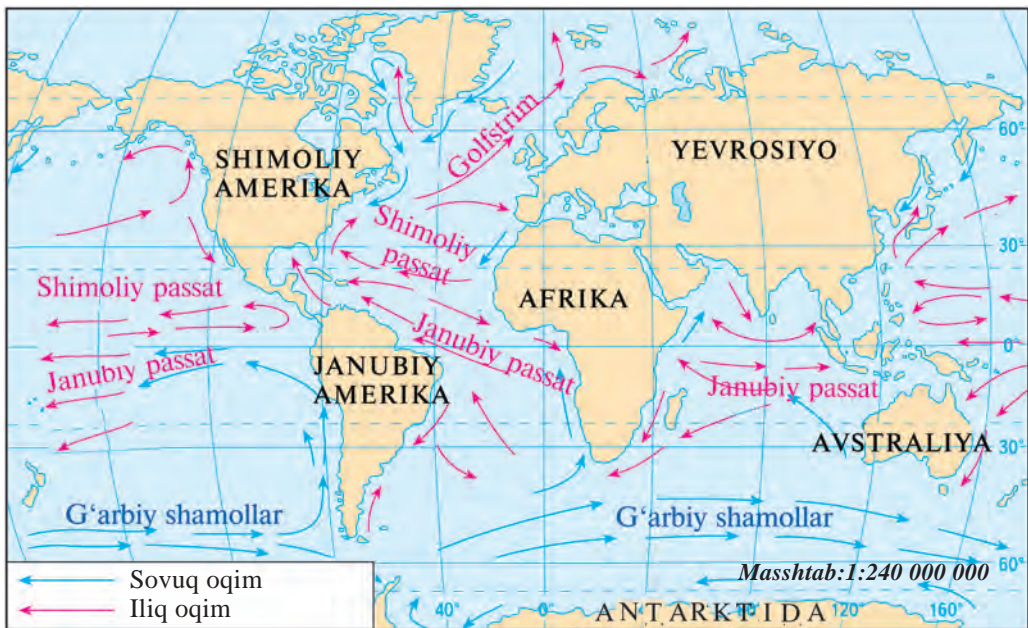 SHIMOLIY
AMERIKA
Golfstrim
YEVROSIYO
60°
Shimoliy
passat
30°
Shimoliy passat
AFRIKA
Janubiy passat
0°
Janubiy passat
JANUBIY
AMERIKA
Janubiy passat
AVSTRALIYA
30°
G‘arbiy shamollar
G‘arbiy shamollar
60°
Masshtab:1:240 000 000
Sovuq oqim
Iliq oqim
40° 0° 40° 80° 120° 160°
ANTARKTIDA